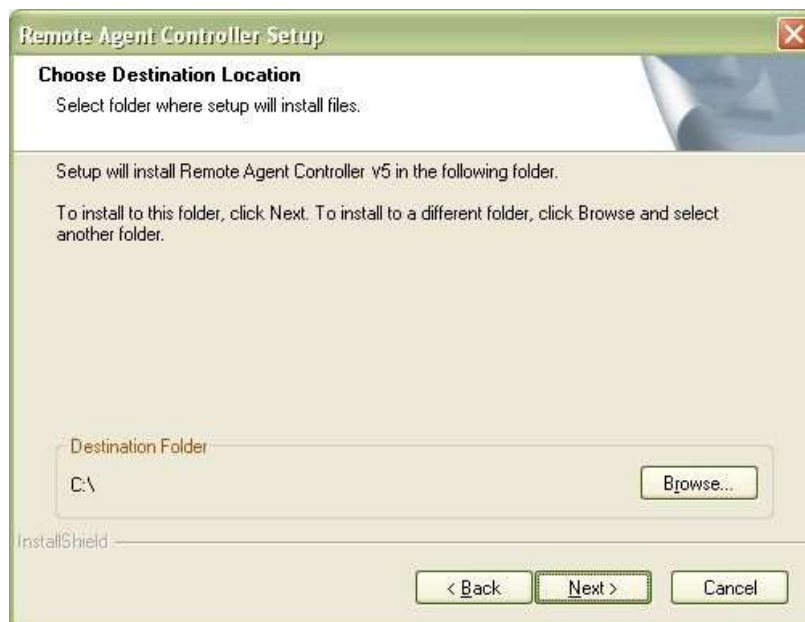 Remote Agent Controller Setup
Choose Destination Location
Select folder where setup will install files.
Setup will install Remote Agent Controller V5 in the following folder.
To install to this folder, click Next. To install to a different folder, click Browse and select
another folder.
Destination Folder
C:\
Browse...
InstallShield
< Back
Next >
Cancel